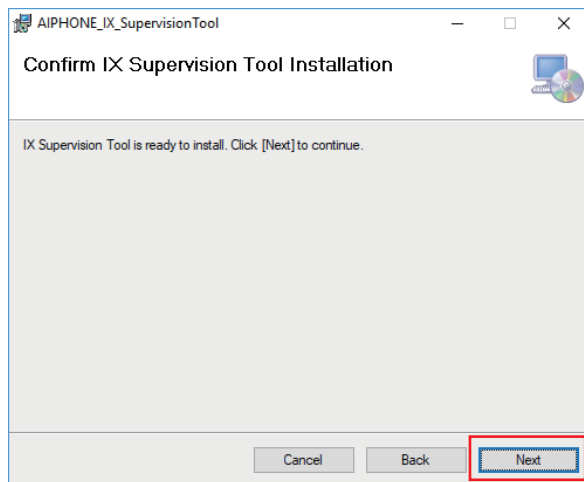 AIPHONE_IX_SupervisionTool
Confirm IX Supervision Tool Installation
IX Supervision Tool is ready to install. Click [Next] to continue.
Cancel Back Next